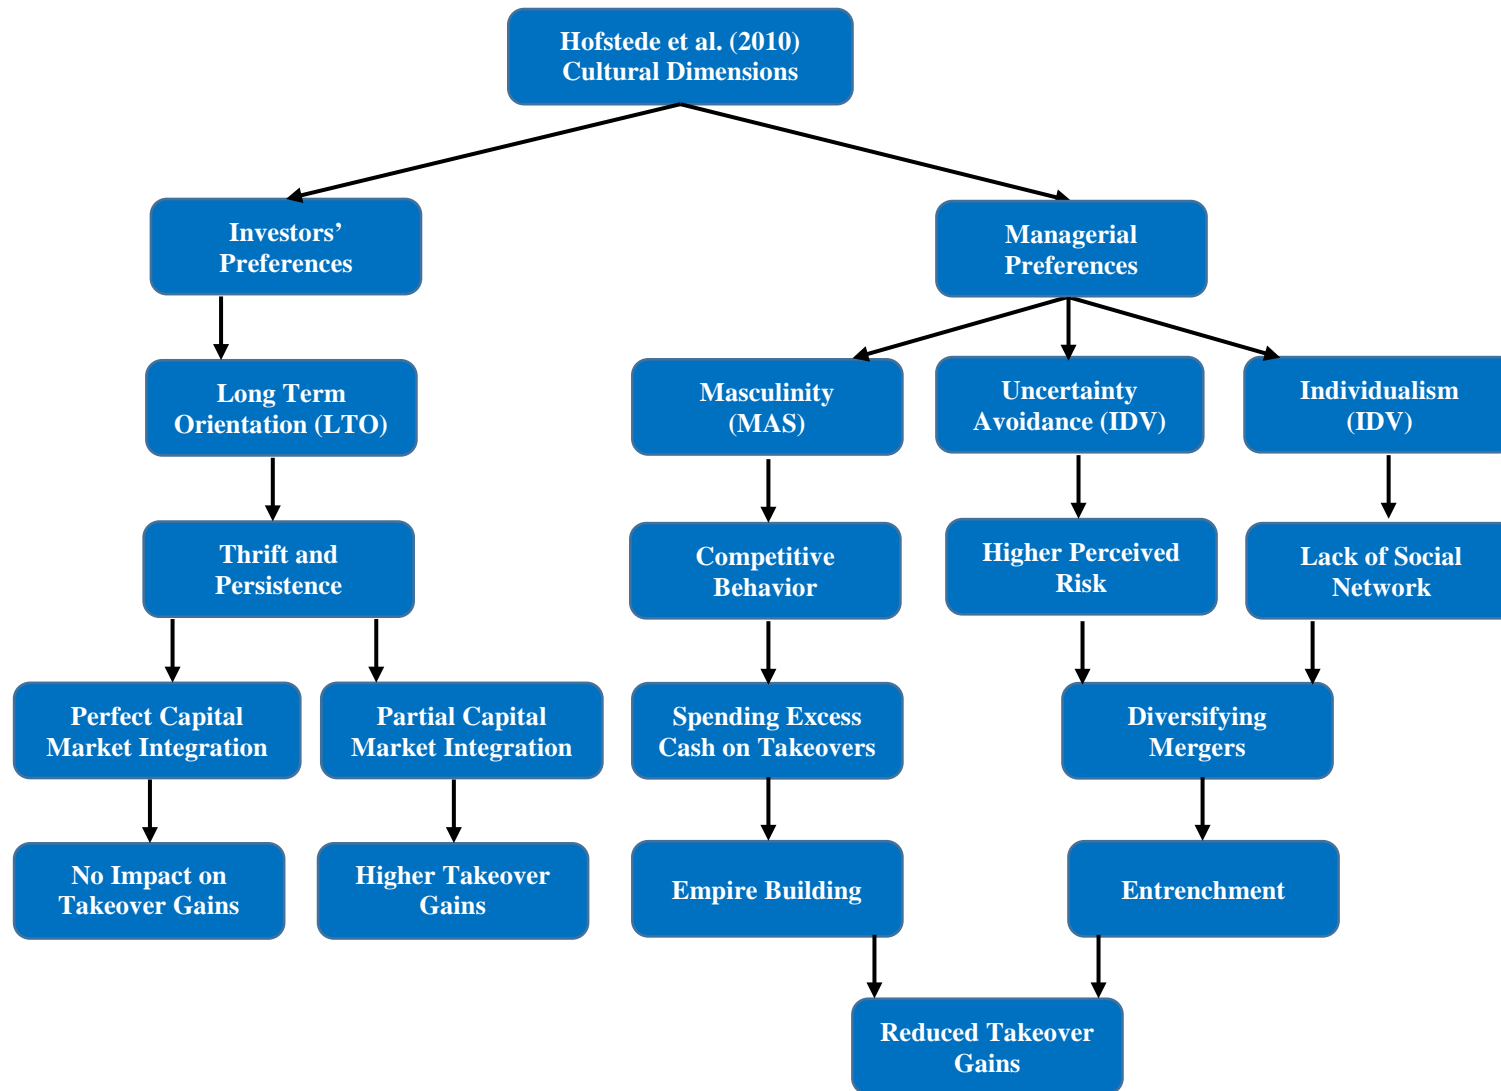 Hofstede et al. (2010)
Cultural Dimensions
Investors’
Preferences
Managerial
Preferences
Long Term
Orientation (LTO)
Masculinity
(MAS)
Uncertainty
Avoidance (IDV)
Individualism
(IDV)
Thrift and
Persistence
Competitive
Behavior
Higher Perceived
Risk
Lack of Social
Network
Perfect Capital
Market Integration
Partial Capital
Market Integration
Spending Excess
Cash on Takeovers
Diversifying
Mergers
No Impact on
Takeover Gains
Higher Takeover
Gains
Empire Building
Entrenchment
Reduced Takeover
Gains